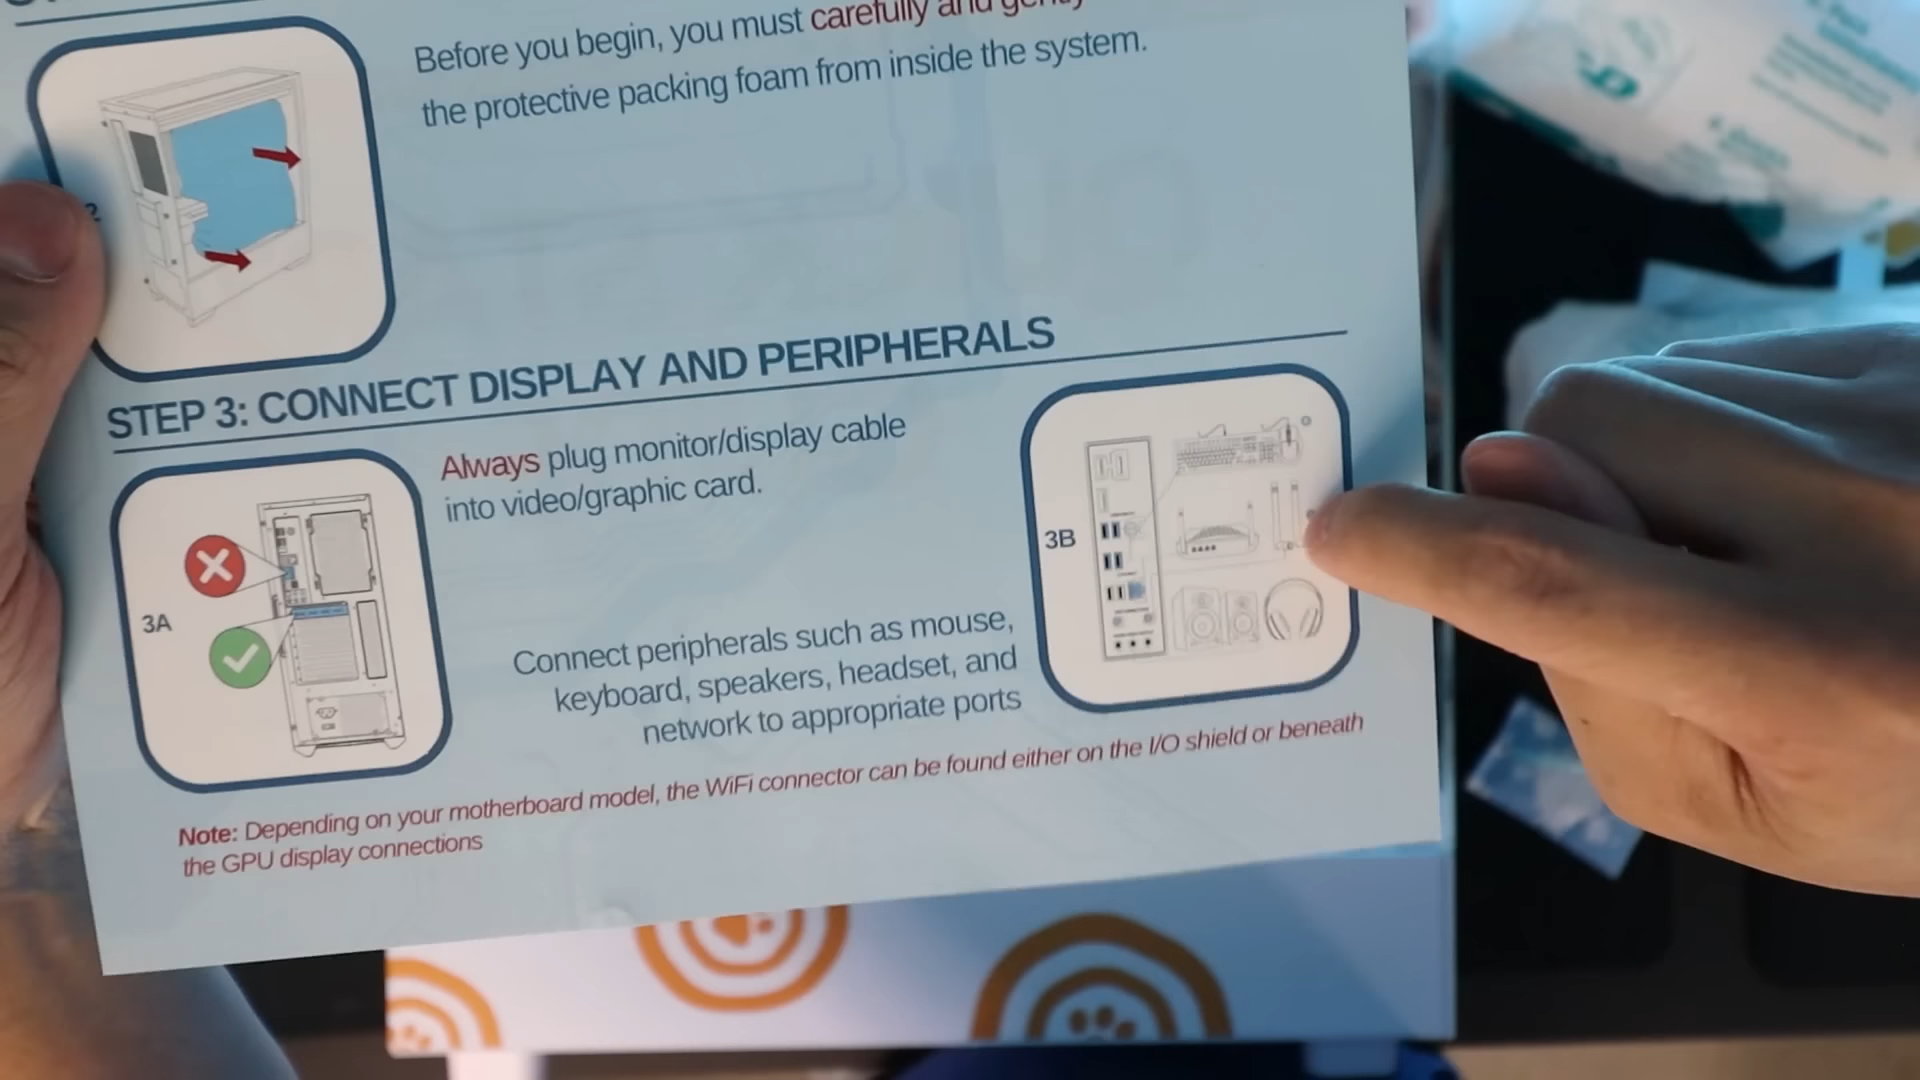 Before you begin, you must carefully and gently
the protective packing foam from inside the system.
2
STEP 3: CONNECT DISPLAY AND PERIPHERALS
Always plug monitor/display cable
into video/graphic card.
3A
3B
Connect peripherals such as mouse,
keyboard, speakers, headset, and
network to appropriate ports
Note: Depending on your motherboard model, the WiFi connector can be found either on the I/O shield or beneath
the GPU display connections